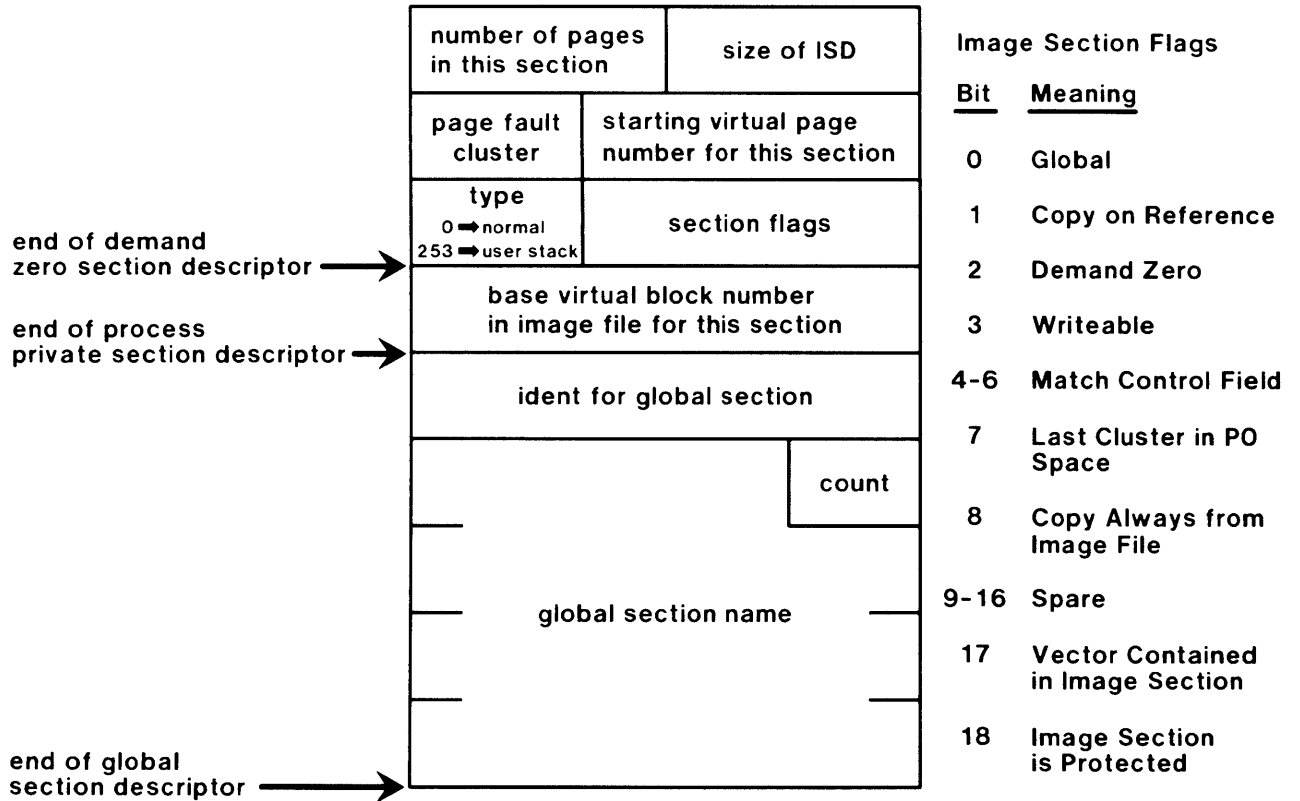 number of pages
in this section
size of ISD
page fault
cluster
starting virtual page
number for this section
type
0 ➡ normal
253 ➡ user stack
section flags
end of demand
zero section descriptor
base virtual block number
in image file for this section
end of process
private section descriptor
ident for global section
count
global section name
end of global
section descriptor
Image Section Flags
Bit Meaning
0 Global
1 Copy on Reference
2 Demand Zero
3 Writeable
4-6 Match Control Field
7 Last Cluster in PO
Space
8 Copy Always from
Image File
9-16 Spare
17 Vector Contained
in Image Section
18 Image Section
is Protected